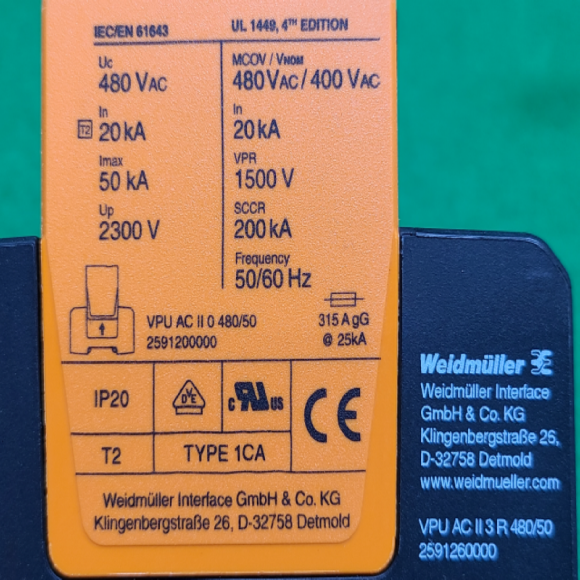 IEC/EN 61643
Uc
480 VAC
In
T2 20 kA
Imax
50 kA
Up
2300 V
UL 1449, 4TH EDITION
MCOV / VNOM
480VAC / 400 VAC
In
20 kA
VPR
1500 V
SCCR
200 kA
Frequency
50/60 Hz
VPU AC II 0 480/50
2591200000
315 A gG
@ 25kA
IP20
DVE
c RU US
CE
T2
TYPE 1CA
Weidmüller Interface GmbH & Co. KG
Klingenbergstraße 26, D-32758 Detmold
Weidmüller
Weidmüller Interface
GmbH & Co. KG
Klingenbergstraße 26,
D-32758 Detmold
www.weidmueller.com
VPU AC II 3 R 480/50
2591260000